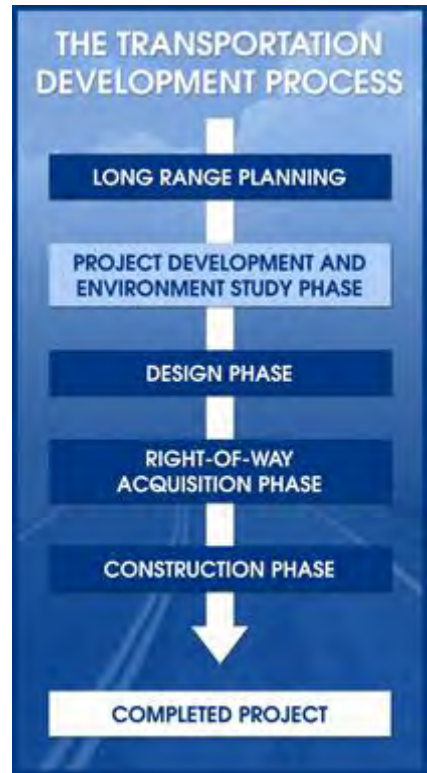 THE TRANSPORTATION
DEVELOPMENT PROCESS
LONG RANGE PLANNING
PROJECT DEVELOPMENT AND
ENVIRONMENT STUDY PHASE
DESIGN PHASE
RIGHT-OF-WAY
ACQUISITION PHASE
CONSTRUCTION PHASE
COMPLETED PROJECT